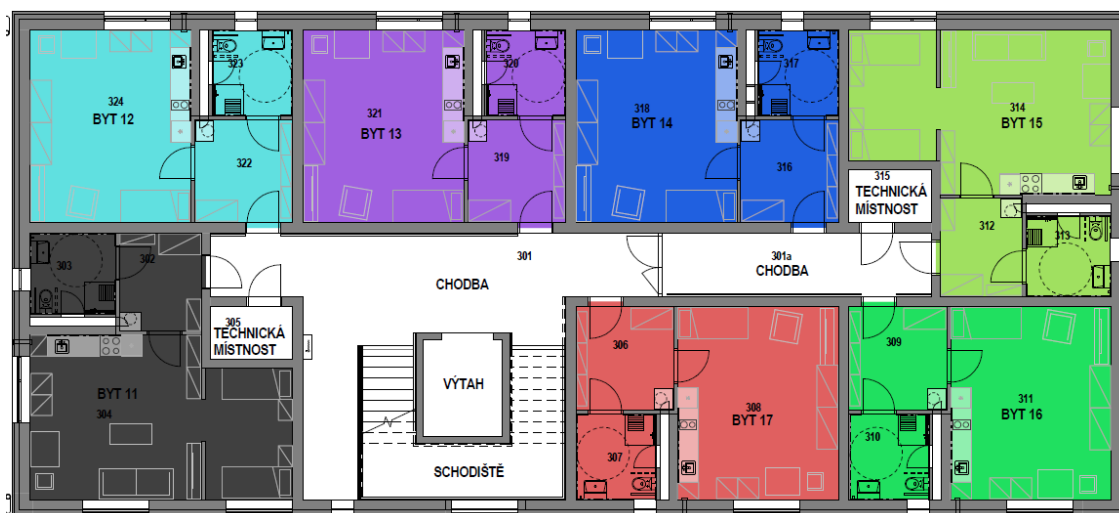 324
BYT 12
323
322
321
BYT 13
320
319
318
BYT 14
317
316
314
BYT 15
315
TECHNICKÁ
MÍSTNOST
312
313
303
302
301
CHODBA
301a
CHODBA
305
TECHNICKÁ
MÍSTNOST
BYT 11
304
VÝTAH
SCHODIŠTĚ
306
307
308
BYT 17
309
310
311
BYT 16